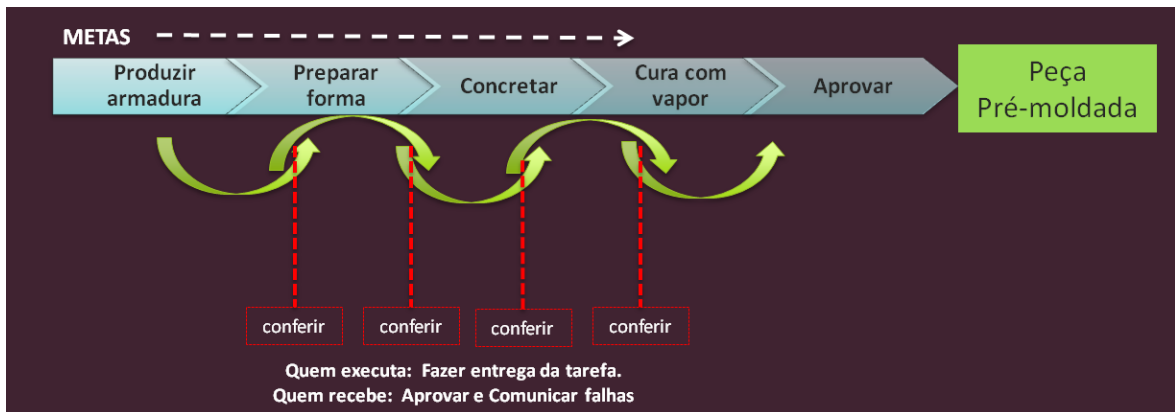 METAS
Produzir
armadura
Preparar
forma
Concretar
Cura com
vapor
Aprovar
Peça
Pré-moldada
conferir
conferir
conferir
conferir
Quem executa: Fazer entrega da tarefa.
Quem recebe: Aprovar e Comunicar falhas